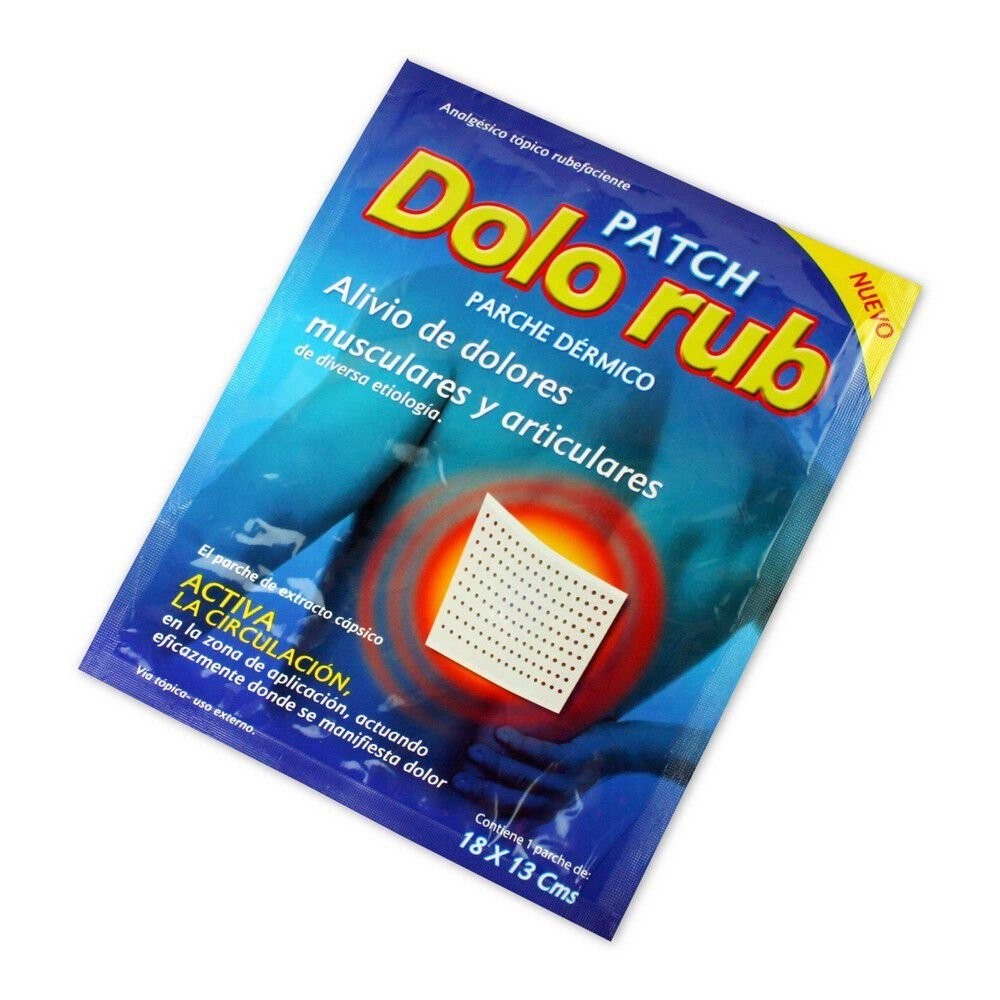 Analgésico tópico rubefaciente
PATCH
Dolo rub
PARCHE DÉRMICO
NUEVO
Alivio de dolores
musculares y articulares
de diversa etiología.
El parche de extracto cápsico
ACTIVA
LA CIRCULACIÓN,
en la zona de aplicación, actuando
eficazmente donde se manifiesta dolor
Via tópica- uso externo.
Contiene 1 parche de:
18 X 13 Cms